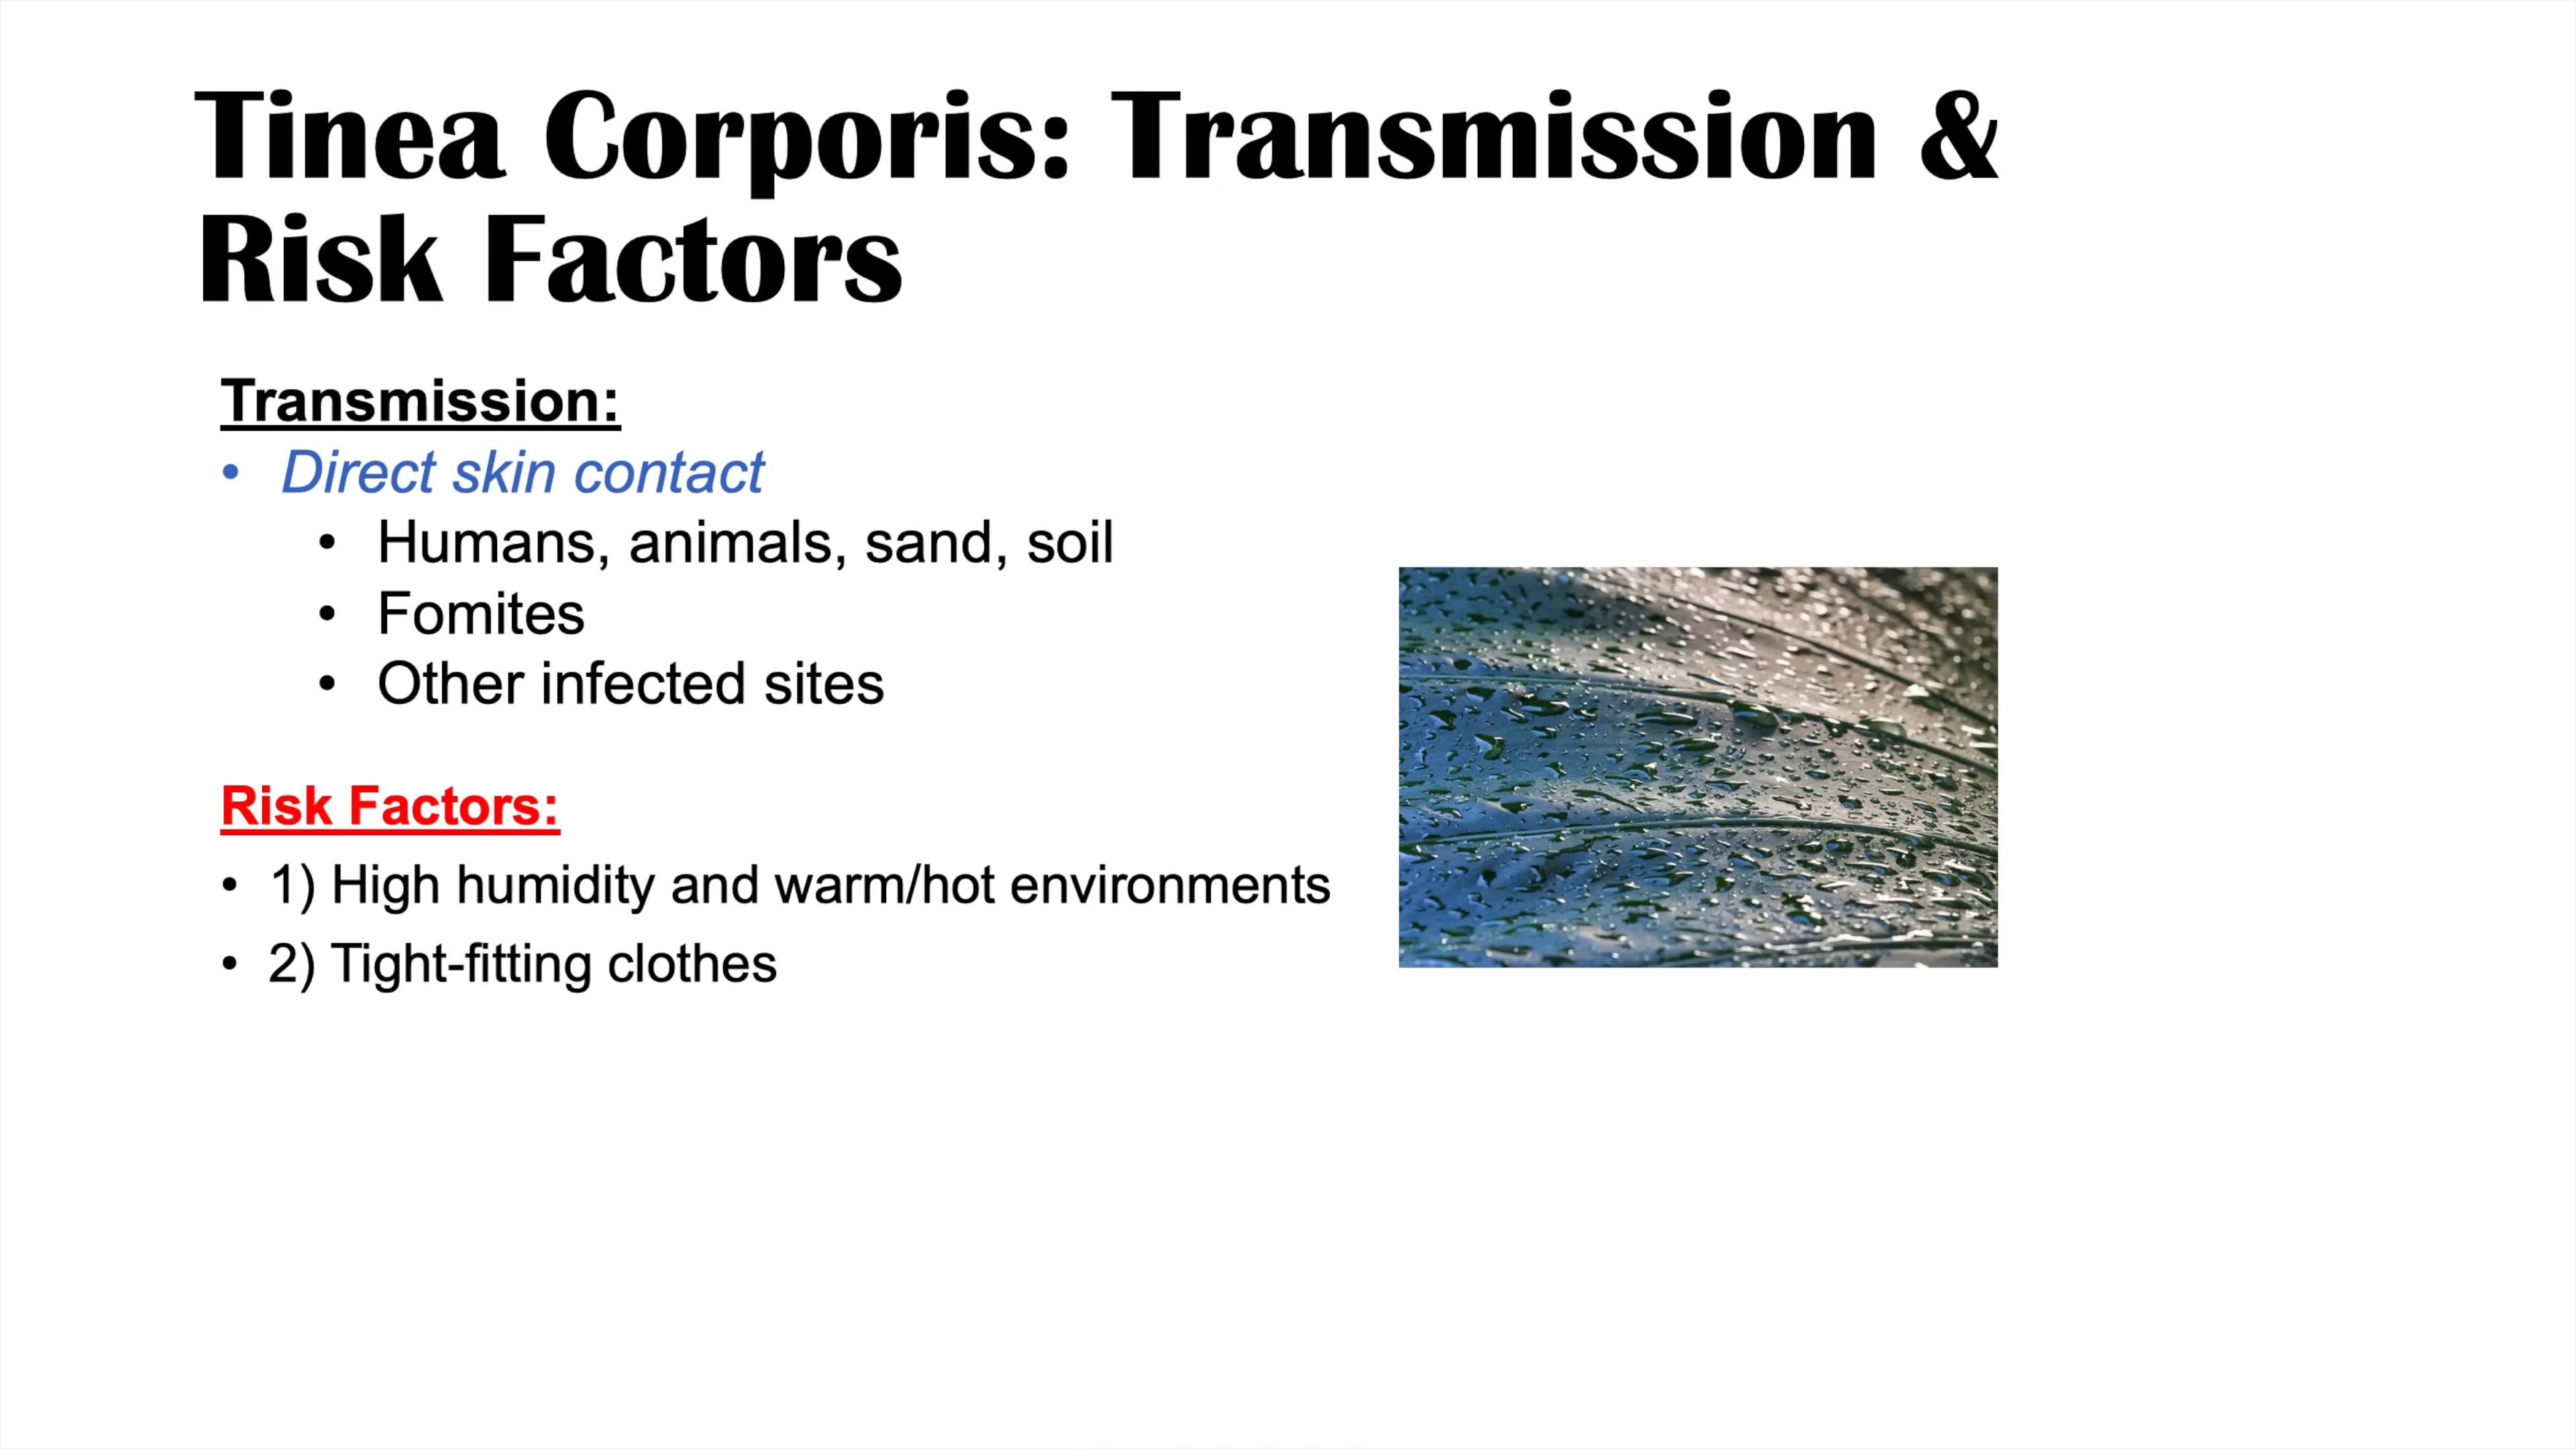 Tinea Corporis: Transmission &
Risk Factors
Transmission:
• Direct skin contact
• Humans, animals, sand, soil
• Fomites
• Other infected sites
Risk Factors:
• 1) High humidity and warm/hot environments
• 2) Tight-fitting clothes